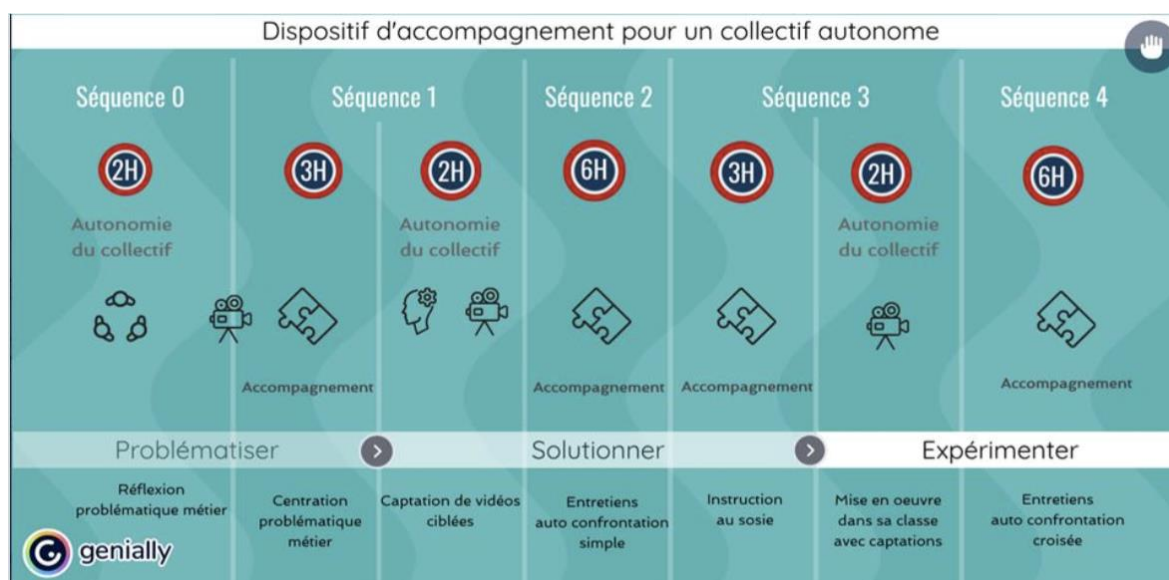 Dispositif d'accompagnement pour un collectif autonome
Séquence 0
Séquence 1
Séquence 2
Séquence 3
Séquence 4
2H
3H
2H
6H
3H
2H
6H
Autonomie
du collectif
Autonomie
du collectif
Autonomie
du collectif
Accompagnement
Accompagnement
Accompagnement
Accompagnement
Problématiser
Solutionner
Expérimenter
Réflexion
problématique métier
Centration
problématique
métier
Captation de vidéos
ciblées
Entretiens
auto confrontation
simple
Instruction
au sosie
Mise en oeuvre
dans sa classe
avec captations
Entretiens
auto confrontation
croisée
genially